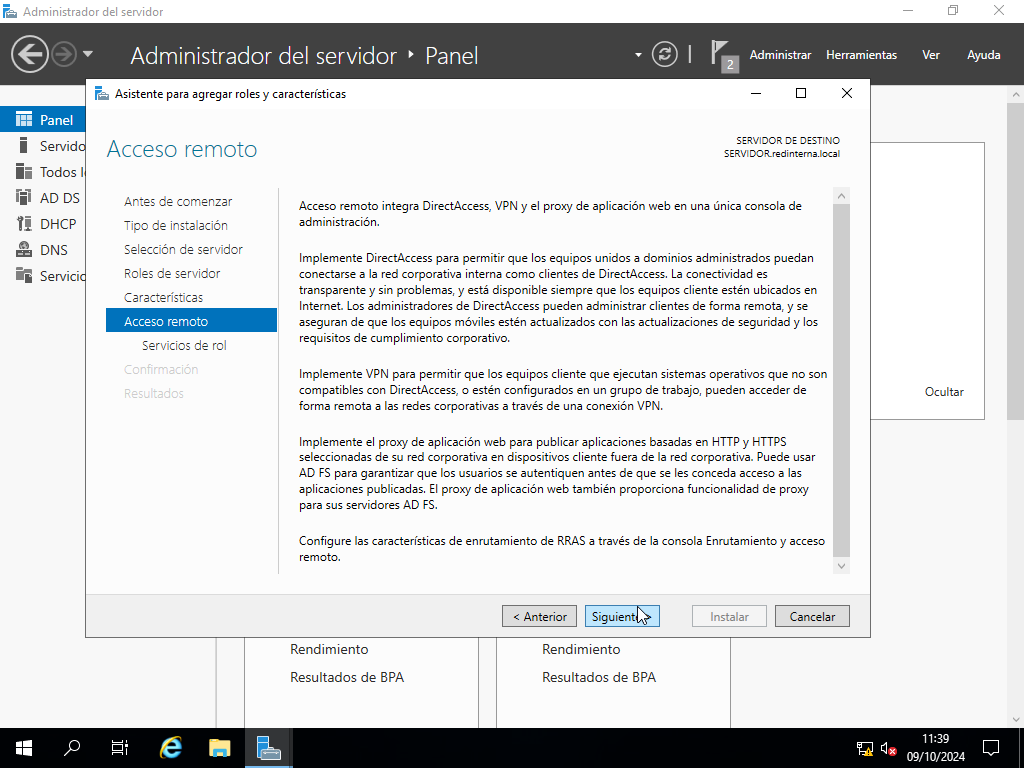 Administrador del servidor
Administrador del servidor ‣ Panel
2
Administrar
Herramientas
Ver
Ayuda
Panel
Servido
Todos l
AD DS
DHCP
DNS
Servicio
Asistente para agregar roles y características
Acceso remoto
SERVIDOR DE DESTINO
SERVIDOR.redinterna.local
Antes de comenzar
Tipo de instalación
Selección de servidor
Roles de servidor
Características
Acceso remoto
Servicios de rol
Confirmación
Resultados
Acceso remoto integra DirectAccess, VPN y el proxy de aplicación web en una única consola de
administración.
Implemente DirectAccess para permitir que los equipos unidos a dominios administrados puedan
conectarse a la red corporativa interna como clientes de DirectAccess. La conectividad es
transparente y sin problemas, y está disponible siempre que los equipos cliente estén ubicados en
Internet. Los administradores de DirectAccess pueden administrar clientes de forma remota, y se
aseguran de que los equipos móviles estén actualizados con las actualizaciones de seguridad y los
requisitos de cumplimiento corporativo.
Implemente VPN para permitir que los equipos cliente que ejecutan sistemas operativos que no son
compatibles con DirectAccess, o estén configurados en un grupo de trabajo, pueden acceder de
forma remota a las redes corporativas a través de una conexión VPN.
Implemente el proxy de aplicación web para publicar aplicaciones basadas en HTTP y HTTPS
seleccionadas de su red corporativa en dispositivos cliente fuera de la red corporativa. Puede usar
AD FS para garantizar que los usuarios se autentiquen antes de que se les conceda acceso a las
aplicaciones publicadas. El proxy de aplicación web también proporciona funcionalidad de proxy
para sus servidores AD FS.
Configure las características de enrutamiento de RRAS a través de la consola Enrutamiento y acceso
remoto.
Ocultar
< Anterior
Siguiente >
Instalar
Cancelar
Rendimiento
Resultados de BPA
Rendimiento
Resultados de BPA
11:39
09/10/2024